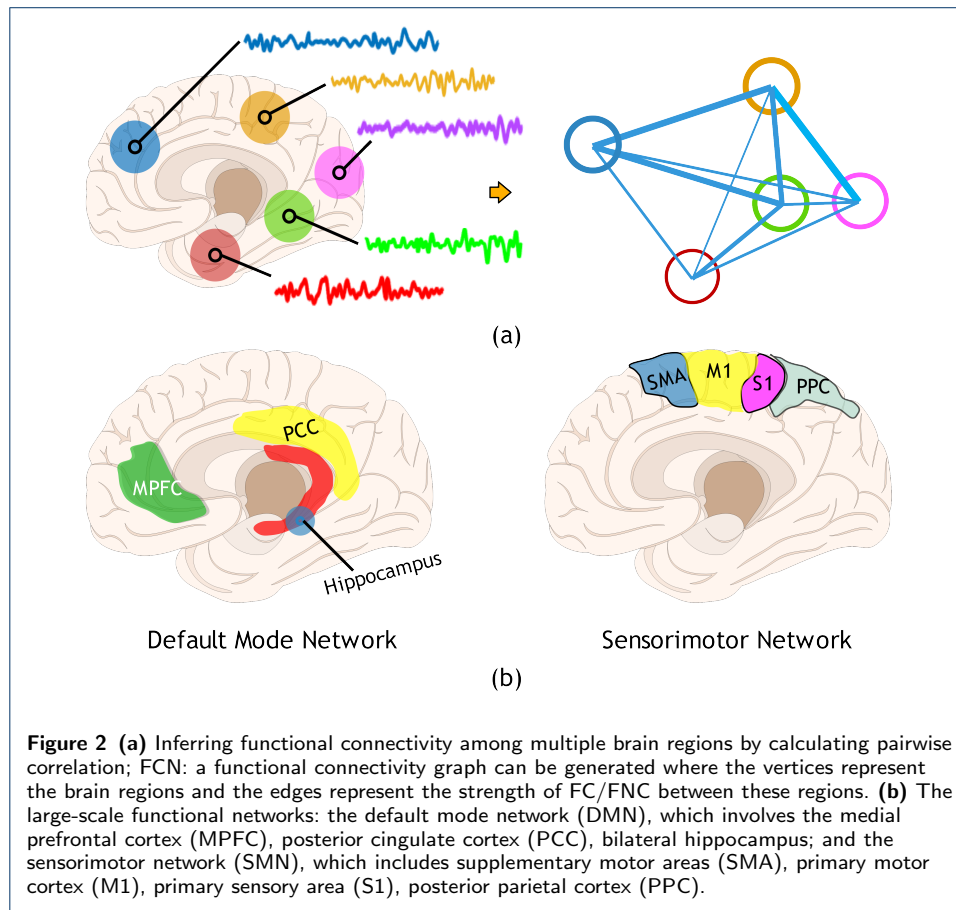 (a)
SMA
M1
S1
PPC
PCC
MPFC
Hippocampus
Default Mode Network
Sensorimotor Network
(b)
Figure 2 (a) Inferring functional connectivity among multiple brain regions by calculating pairwise
correlation; FCN: a functional connectivity graph can be generated where the vertices represent
the brain regions and the edges represent the strength of FC/FNC between these regions. (b) The
large-scale functional networks: the default mode network (DMN), which involves the medial
prefrontal cortex (MPFC), posterior cingulate cortex (PCC), bilateral hippocampus; and the
sensorimotor network (SMN), which includes supplementary motor areas (SMA), primary motor
cortex (M1), primary sensory area (S1), posterior parietal cortex (PPC).